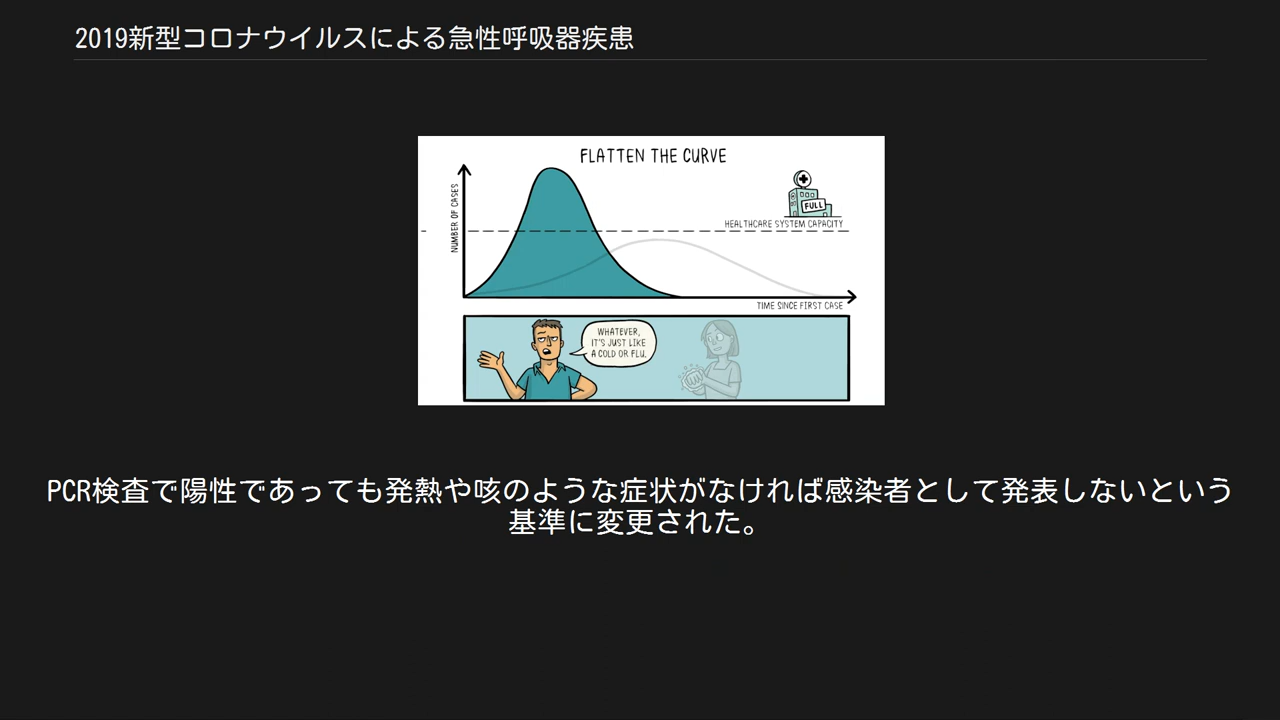 2019新型コロナウイルスによる急性呼吸器疾患
FLATTEN THE CURVE
NUMBER OF CASES
FULL
HEALTHCARE SYSTEM CAPACITY
TIME SINCE FIRST CASE
WHATEVER,
IT'S JUST LIKE
A COLD OR FLU.
PCR検査で陽性であっても発熱や咳のような症状がなければ感染者として発表しないという
基準に変更された。